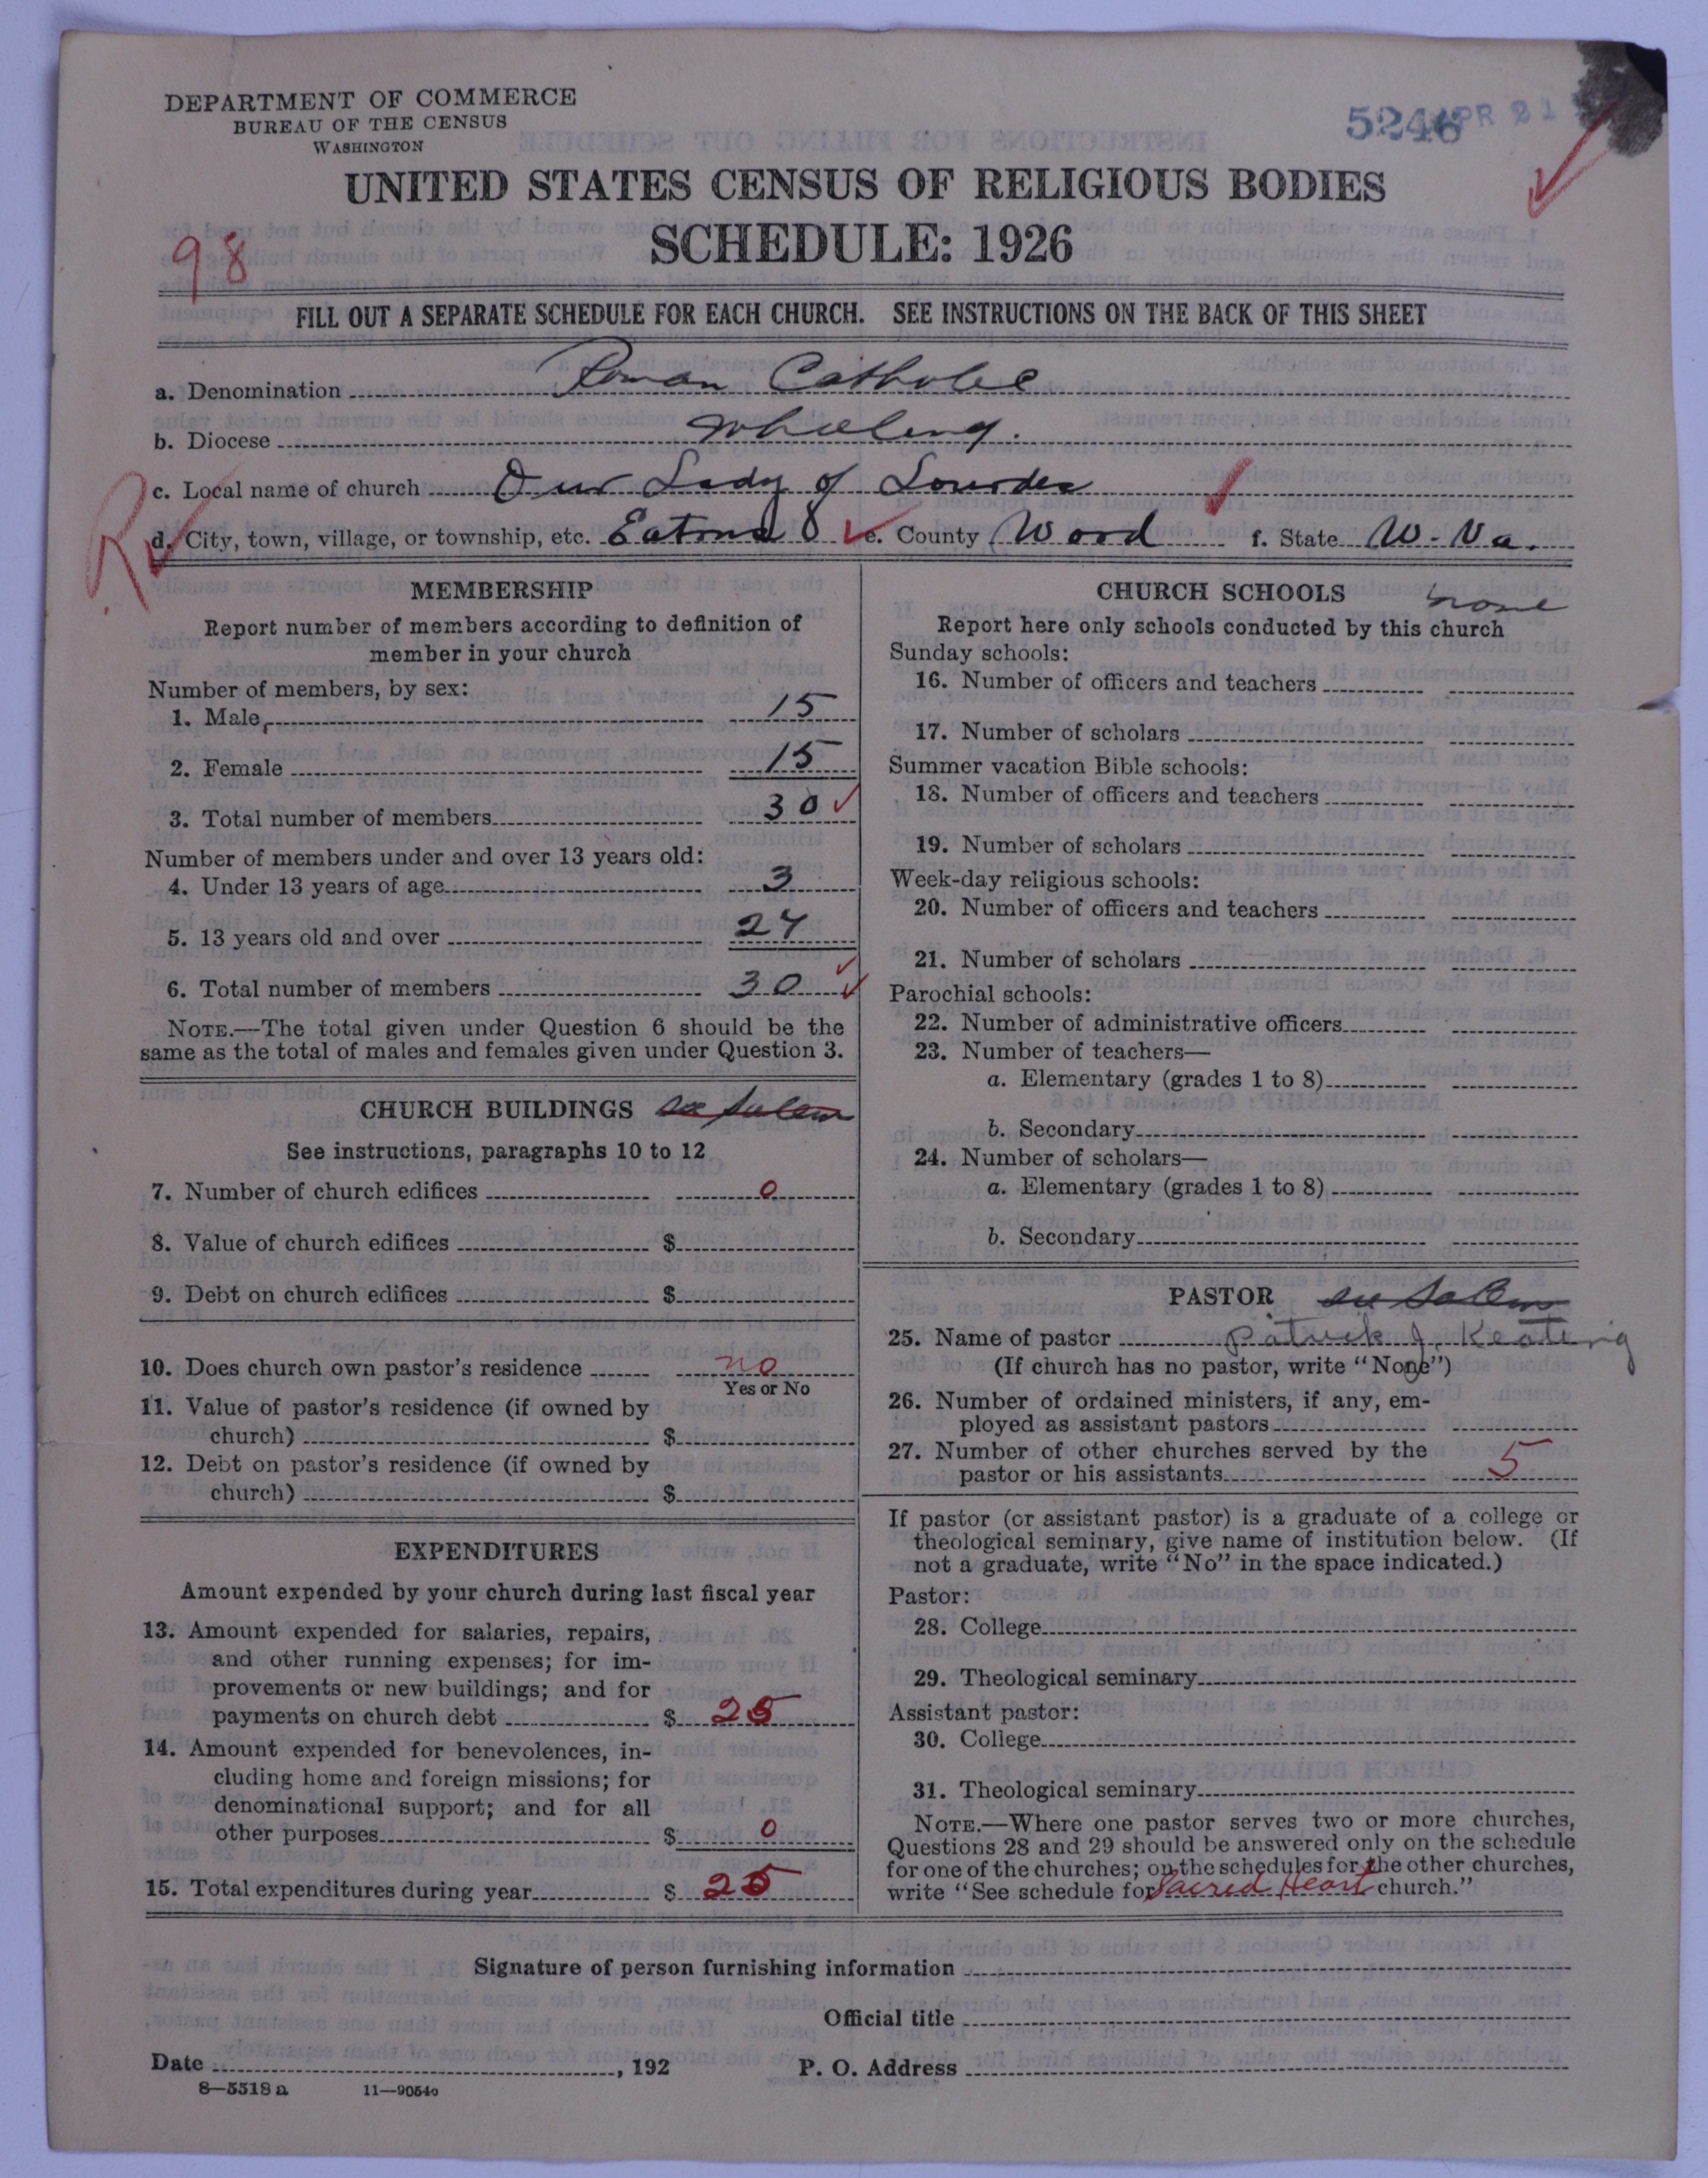 DEPARTMENT OF COMMERCE
BUREAU OF THE CENSUS
WASHINGTON
5246 APR 21
UNITED STATES CENSUS OF RELIGIOUS BODIES
SCHEDULE: 1926
98
FILL OUT A SEPARATE SCHEDULE FOR EACH CHURCH. SEE INSTRUCTIONS ON THE BACK OF THIS SHEET
a. Denomination Roman Catholic
b. Diocese Wheeling.
c. Local name of church Our Lady of Lourdes
R
d. City, town, village, or township, etc. Eatons 8 e. County Wood f. State W. Va.
MEMBERSHIP
Report number of members according to definition of
member in your church
Number of members, by sex:
1. Male, 15
2. Female 15
3. Total number of members 30
Number of members under and over 13 years old:
4. Under 13 years of age 3
5. 13 years old and over 27
6. Total number of members 30
NOTE.—The total given under Question 6 should be the
same as the total of males and females given under Question 3.
CHURCH BUILDINGS see Salem
See instructions, paragraphs 10 to 12
7. Number of church edifices 0
8. Value of church edifices $
9. Debt on church edifices $
10. Does church own pastor's residence no
Yes or No
11. Value of pastor's residence (if owned by
church) $
12. Debt on pastor's residence (if owned by
church) $
EXPENDITURES
Amount expended by your church during last fiscal year
13. Amount expended for salaries, repairs,
and other running expenses; for im-
provements or new buildings; and for
payments on church debt $ 25
14. Amount expended for benevolences, in-
cluding home and foreign missions; for
denominational support; and for all
other purposes $ 0
15. Total expenditures during year $ 25
CHURCH SCHOOLS none
Report here only schools conducted by this church
Sunday schools:
16. Number of officers and teachers
17. Number of scholars
Summer vacation Bible schools:
18. Number of officers and teachers
19. Number of scholars
Week-day religious schools:
20. Number of officers and teachers
21. Number of scholars
Parochial schools:
22. Number of administrative officers
23. Number of teachers—
a. Elementary (grades 1 to 8)
b. Secondary
24. Number of scholars—
a. Elementary (grades 1 to 8)
b. Secondary
PASTOR see Salem
25. Name of pastor Patrick J. Keating
(If church has no pastor, write "None")
26. Number of ordained ministers, if any, em-
ployed as assistant pastors
27. Number of other churches served by the
pastor or his assistants 5
If pastor (or assistant pastor) is a graduate of a college or
theological seminary, give name of institution below. (If
not a graduate, write "No" in the space indicated.)
Pastor:
28. College
29. Theological seminary
Assistant pastor:
30. College
31. Theological seminary
NOTE.—Where one pastor serves two or more churches,
Questions 28 and 29 should be answered only on the schedule
for one of the churches; on the schedules for the other churches,
write "See schedule for Sacred Heart church."
Signature of person furnishing information
Official title
Date , 192 P. O. Address
8—5518 a 11—9054